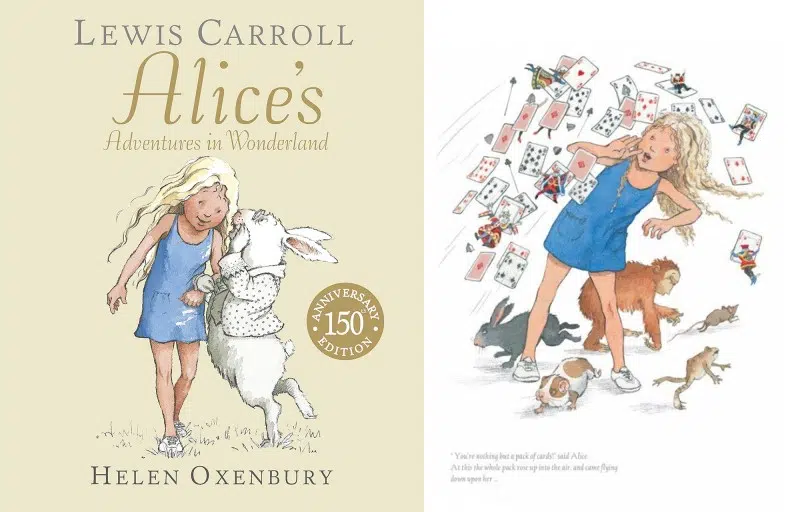 LEWIS CARROLL
Alice's
Adventures in Wonderland
ANNIVERSARY
150
EDITION
HELEN OXENBURY
"You're nothing but a pack of cards!" said Alice
At this the whole pack rose up into the air, and came flying
down upon her ..